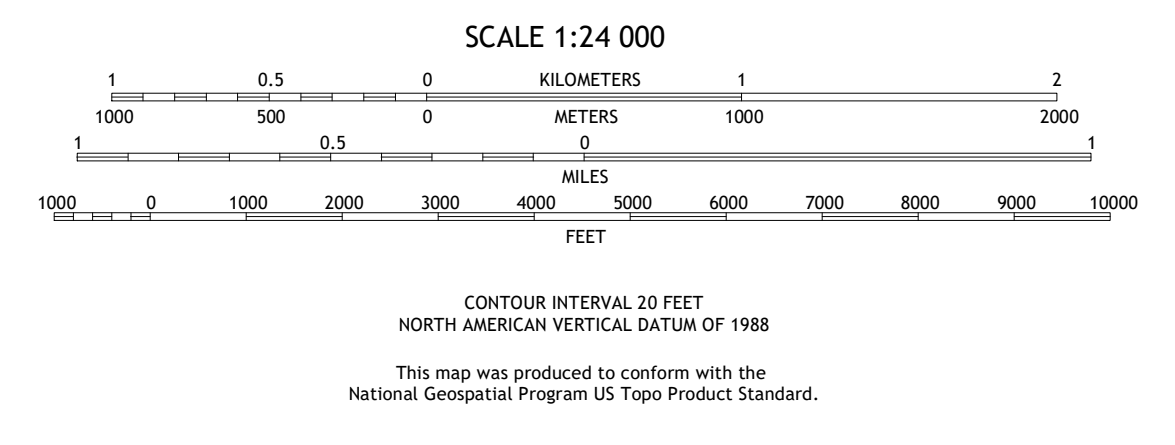 SCALE 1:24 000
1 0.5 0 KILOMETERS 1 2
1000 500 0 METERS 1000 2000
1 0.5 0 1
MILES
1000 0 1000 2000 3000 4000 5000 6000 7000 8000 9000 10000
FEET
CONTOUR INTERVAL 20 FEET
NORTH AMERICAN VERTICAL DATUM OF 1988
This map was produced to conform with the
National Geospatial Program US Topo Product Standard.